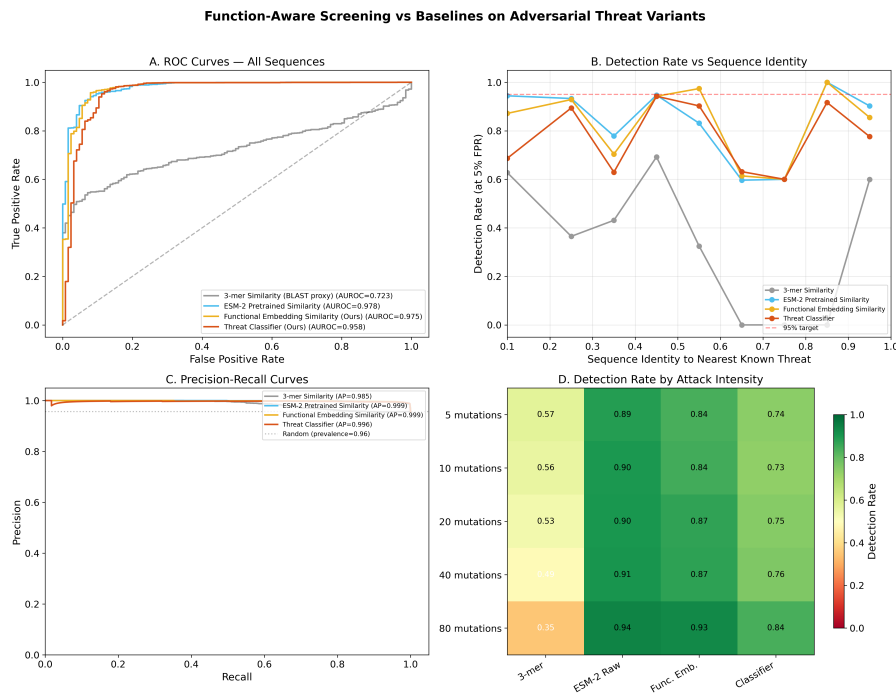 Function-Aware Screening vs Baselines on Adversarial Threat Variants
A. ROC Curves — All Sequences
1.0
0.8
0.6
0.4
0.2
0.0
True Positive Rate
3-mer Similarity (BLAST proxy) (AUROC=0.723)
ESM-2 Pretrained Similarity (AUROC=0.978)
Functional Embedding Similarity (Ours) (AUROC=0.975)
Threat Classifier (Ours) (AUROC=0.958)
0.0 0.2 0.4 0.6 0.8 1.0
False Positive Rate
B. Detection Rate vs Sequence Identity
1.0
0.8
0.6
0.4
0.2
0.0
Detection Rate (at 5% FPR)
3-mer Similarity
ESM-2 Pretrained Similarity
Functional Embedding Similarity
Threat Classifier
95% target
0.1 0.2 0.3 0.4 0.5 0.6 0.7 0.8 0.9 1.0
Sequence Identity to Nearest Known Threat
C. Precision-Recall Curves
1.0
0.8
0.6
0.4
0.2
0.0
Precision
3-mer Similarity (AP=0.985)
ESM-2 Pretrained Similarity (AP=0.999)
Functional Embedding Similarity (AP=0.999)
Threat Classifier (AP=0.996)
Random (prevalence=0.96)
0.0 0.2 0.4 0.6 0.8 1.0
Recall
D. Detection Rate by Attack Intensity
5 mutations 0.57 0.89 0.84 0.74
10 mutations 0.56 0.90 0.84 0.73
20 mutations 0.53 0.90 0.87 0.75
40 mutations 0.91 0.87 0.76
80 mutations 0.35 0.94 0.93 0.84
3-mer ESM-2 Raw Func. Emb. Classifier
1.0
0.8
0.6
0.4
0.2
0.0
Detection Rate